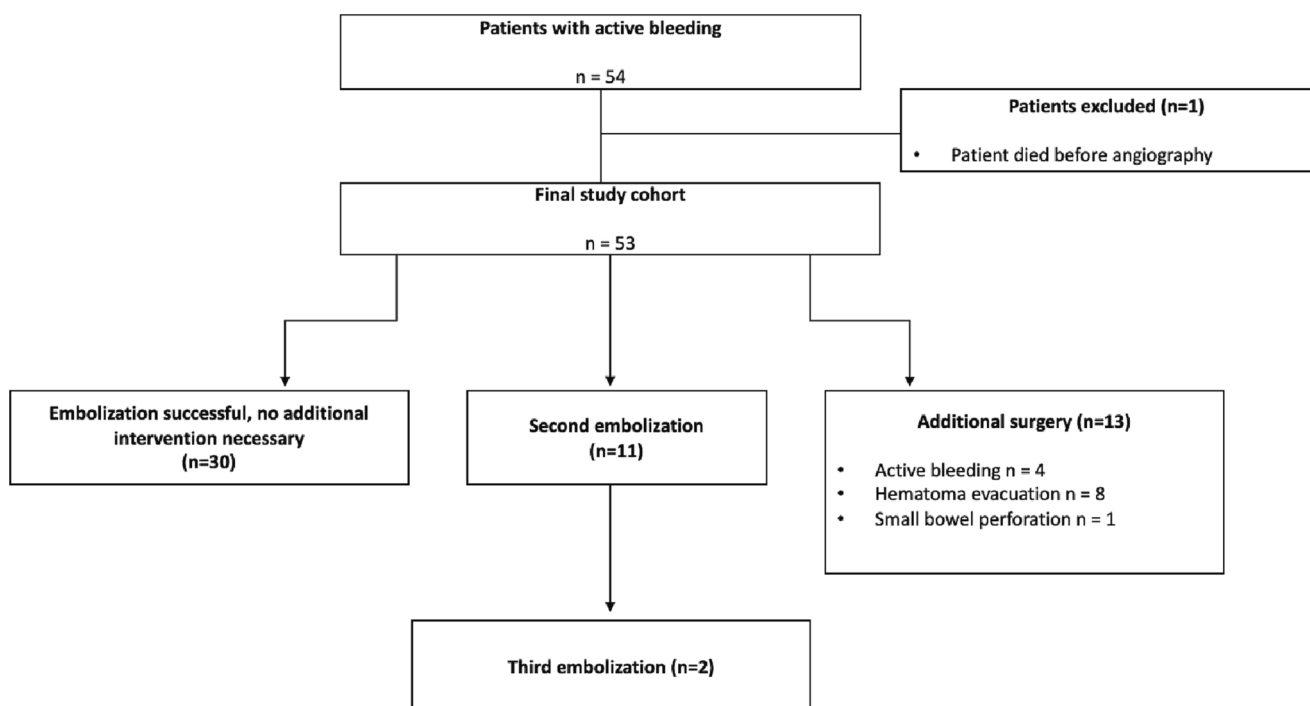 Patients with active bleeding
n = 54
Patients excluded (n=1)
• Patient died before angiography
Final study cohort
n = 53
Embolization successful, no additional
intervention necessary
(n=30)
Second embolization
(n=11)
Additional surgery (n=13)
• Active bleeding n = 4
• Hematoma evacuation n = 8
• Small bowel perforation n = 1
Third embolization (n=2)